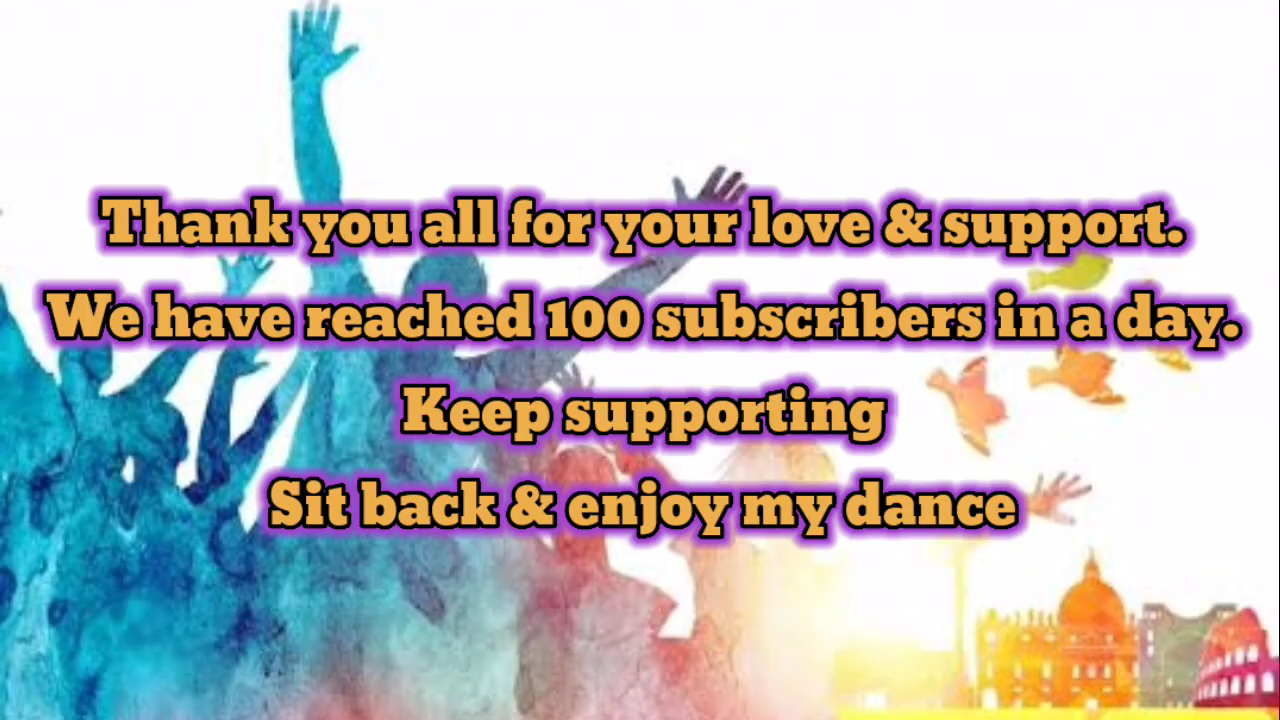 Thank you all for your love & support.
We have reached 100 subscribers in a day.
Keep supporting
Sit back & enjoy my dance